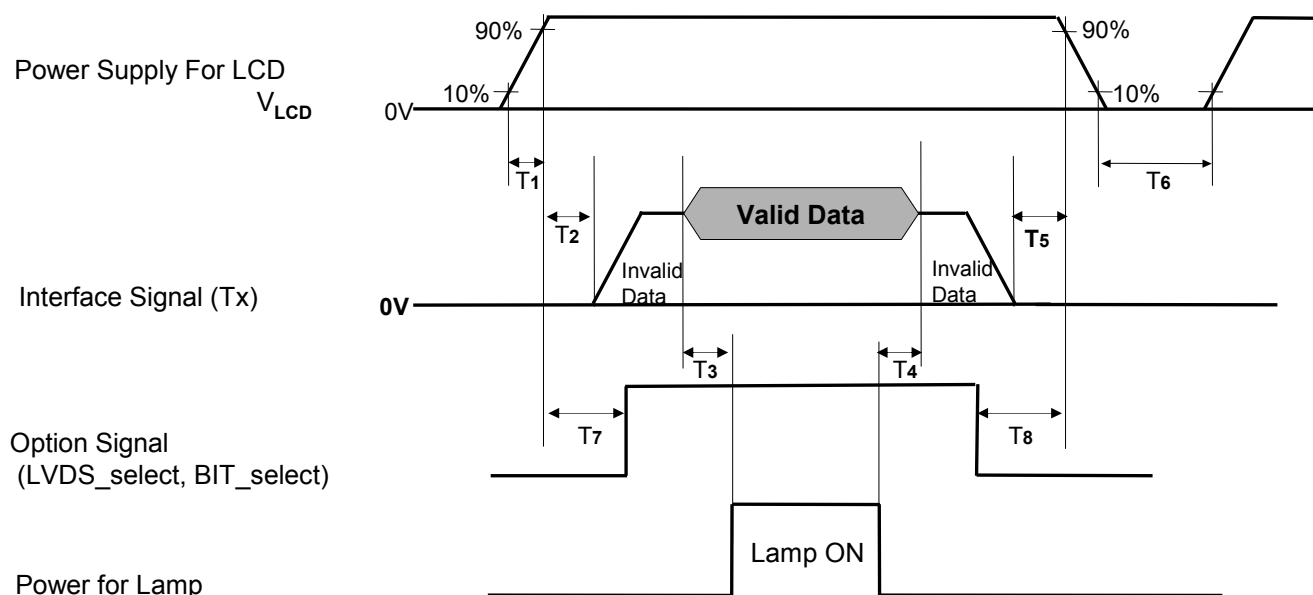 90%
90%
Power Supply For LCD
VLCD
10%
10%
0V
T1
T6
Valid Data
T2
T5
Invalid
Data
Invalid
Data
Interface Signal (Tx)
0V
T3
T4
T7
T8
Option Signal
(LVDS_select, BIT_select)
Lamp ON
Power for Lamp